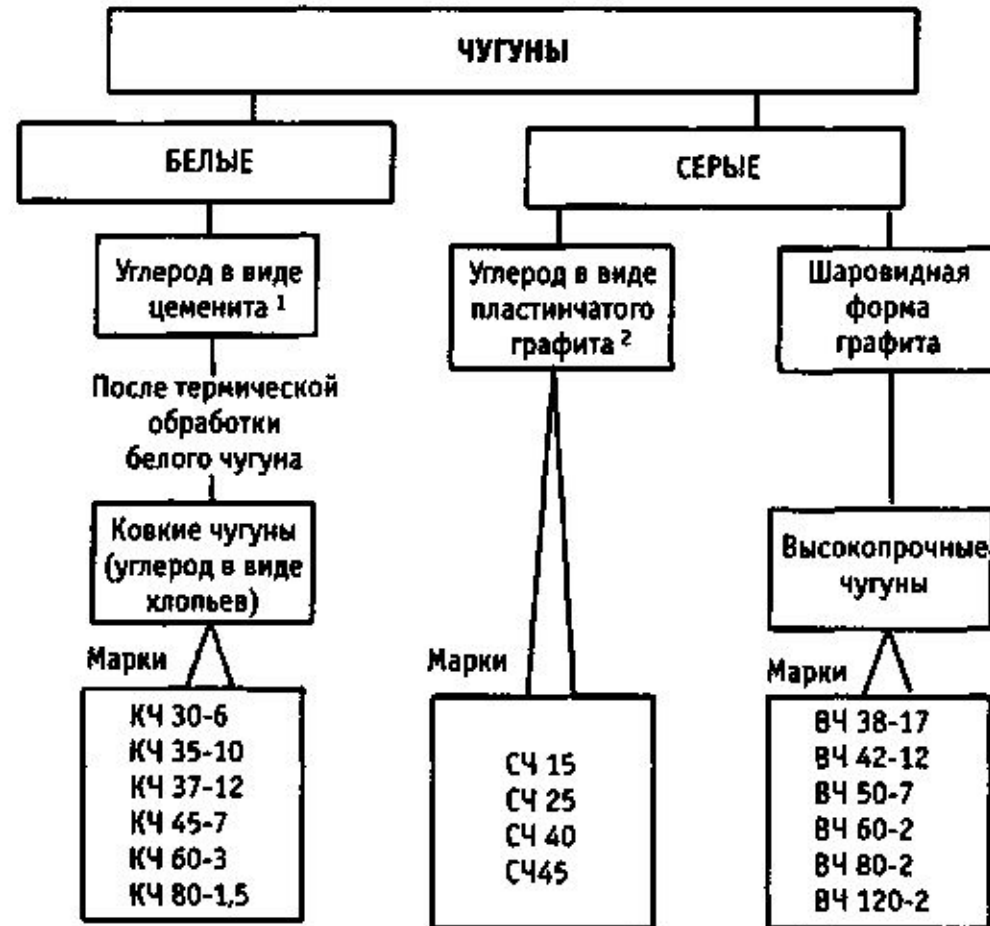 ЧУГУНЫ
БЕЛЫЕ
СЕРЫЕ
Углерод в виде
цеменита ¹
Углерод в виде
пластинчатого
графита ²
Шаровидная
форма
графита
После термической
обработки
белого чугуна
Ковкие чугуны
(углерод в виде
хлопьев)
Высокопрочные
чугуны
Марки
КЧ 30-6
КЧ 35-10
КЧ 37-12
КЧ 45-7
КЧ 60-3
КЧ 80-1,5
Марки
СЧ 15
СЧ 25
СЧ 40
СЧ45
Марки
ВЧ 38-17
ВЧ 42-12
ВЧ 50-7
ВЧ 60-2
ВЧ 80-2
ВЧ 120-2